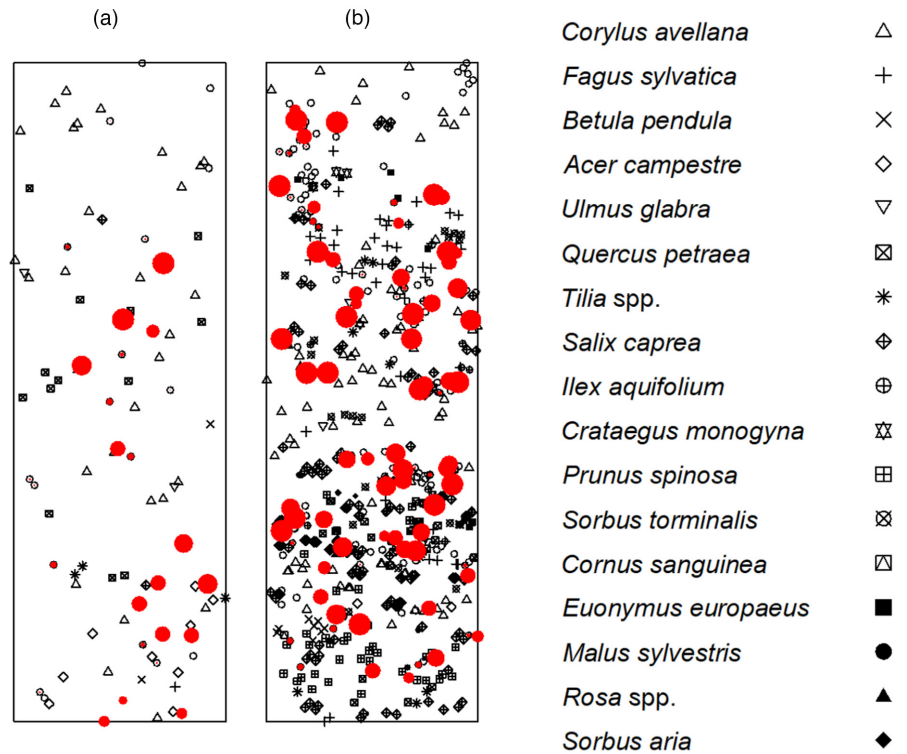 (a) (b)
Corylus avellana
Fagus sylvatica
Betula pendula
Acer campestre
Ulmus glabra
Quercus petraea
Tilia spp.
Salix caprea
Ilex aquifolium
Crataegus monogyna
Prunus spinosa
Sorbus torminalis
Cornus sanguinea
Euonymus europaeus
Malus sylvestris
Rosa spp.
Sorbus aria